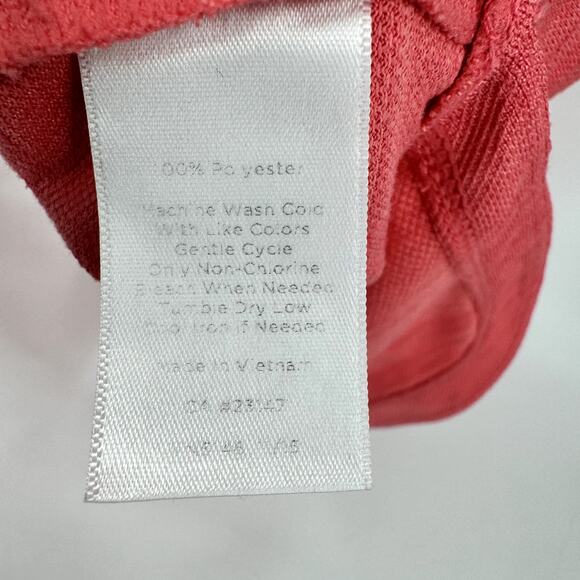 100% Polyester
Machine Wash Cold
With Like Colors
Gentle Cycle
Only Non-Chlorine
Bleach When Needed
Tumble Dry Low
Cool Iron if Needed
Made in Vietnam
CA #23147